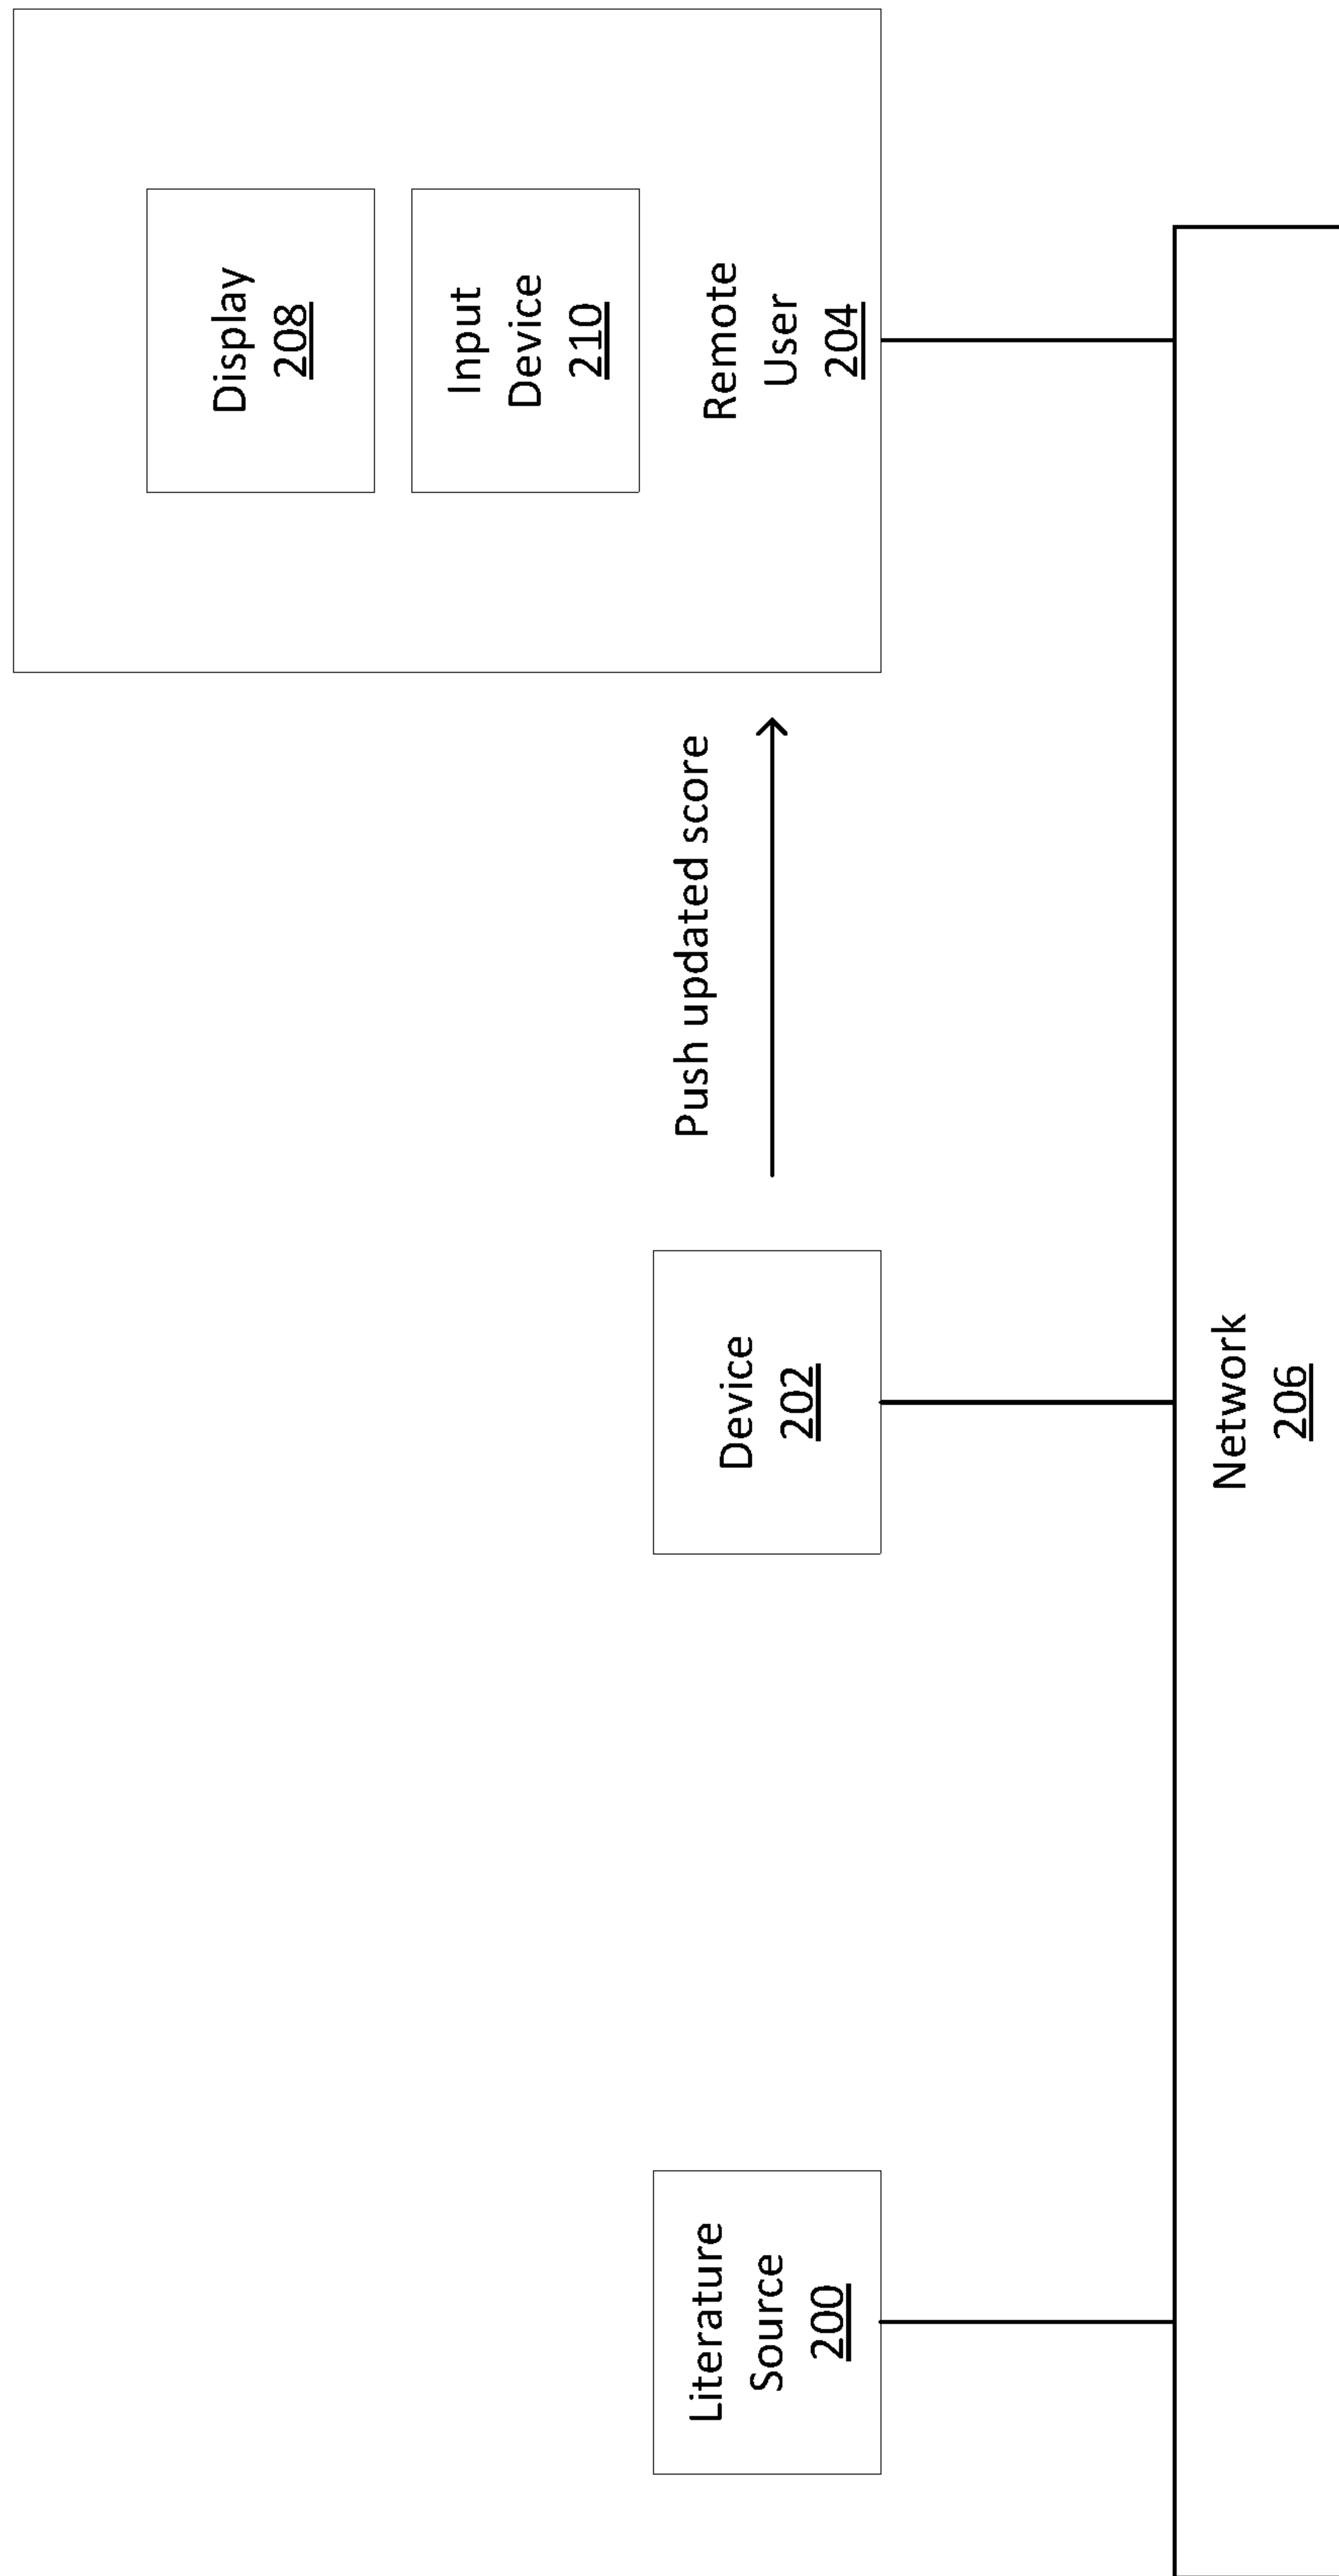 Display
208
Input
Device
210
Remote
User
204
Push updated score
Device
202
Literature
Source
200
Network
206